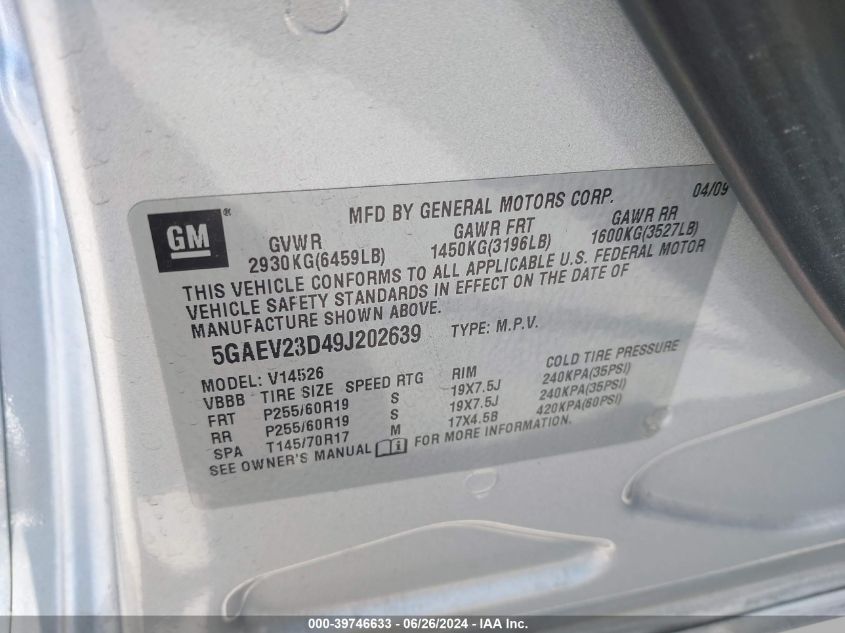 GM ®
MFD BY GENERAL MOTORS CORP. 04/09
GVWR GAWR FRT GAWR RR
2930KG(6459LB) 1450KG(3196LB) 1600KG(3527LB)
THIS VEHICLE CONFORMS TO ALL APPLICABLE U.S. FEDERAL MOTOR
VEHICLE SAFETY STANDARDS IN EFFECT ON THE DATE OF
MANUFACTURE SHOWN ABOVE.
5GAEV23D49J202639 TYPE: M.P.V.
MODEL: V14526
VBBB TIRE SIZE SPEED RTG RIM COLD TIRE PRESSURE
FRT P255/60R19 S 19X7.5J 240KPA(35PSI)
RR P255/60R19 S 19X7.5J 240KPA(35PSI)
SPA T145/70R17 M 17X4.5B 420KPA(60PSI)
SEE OWNER'S MANUAL i FOR MORE INFORMATION.
000-39746633 / 06/26/2024 - IAA Inc.